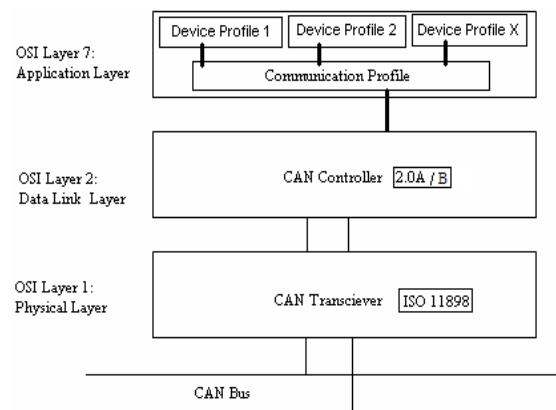 Device Profile 1
Device Profile 2
Device Profile X
OSI Layer 7:
Application Layer
Communication Profile
OSI Layer 2:
Data Link Layer
CAN Controller
2.0A / B
OSI Layer 1:
Physical Layer
CAN Transciever
ISO 11898
CAN Bus